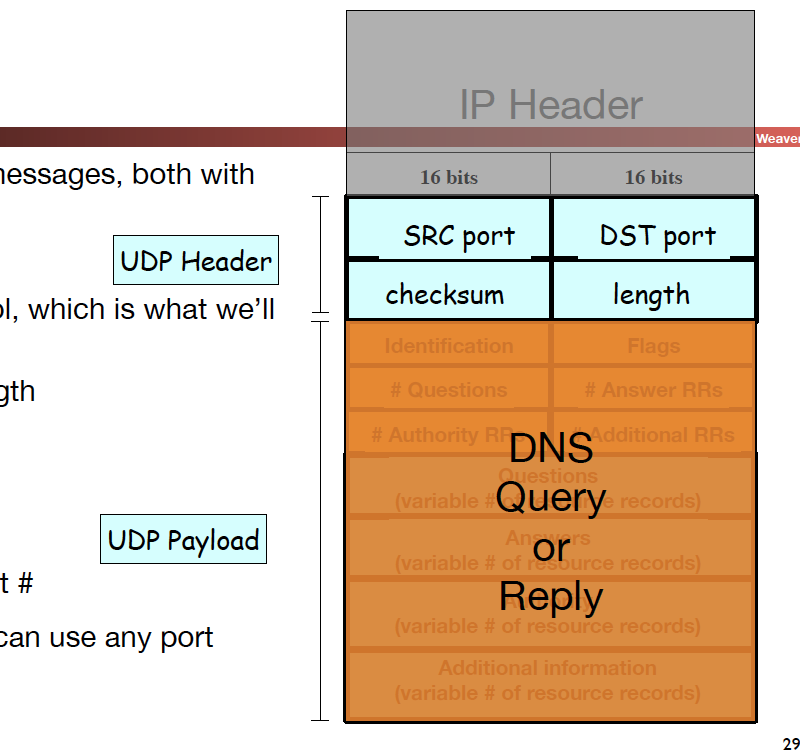 IP Header
Weaver
messages, both with
16 bits 16 bits
SRC port DST port
UDP Header
checksum length
ol, which is what we'll
Identification Flags
gth
# Questions # Answer RRs
# Authority RRs # Additional RRs
DNS
Query
or
Reply
Questions
(variable # of resource records)
Answers
(variable # of resource records)
UDP Payload
t #
(variable # of resource records)
can use any port
Additional information
(variable # of resource records)
29